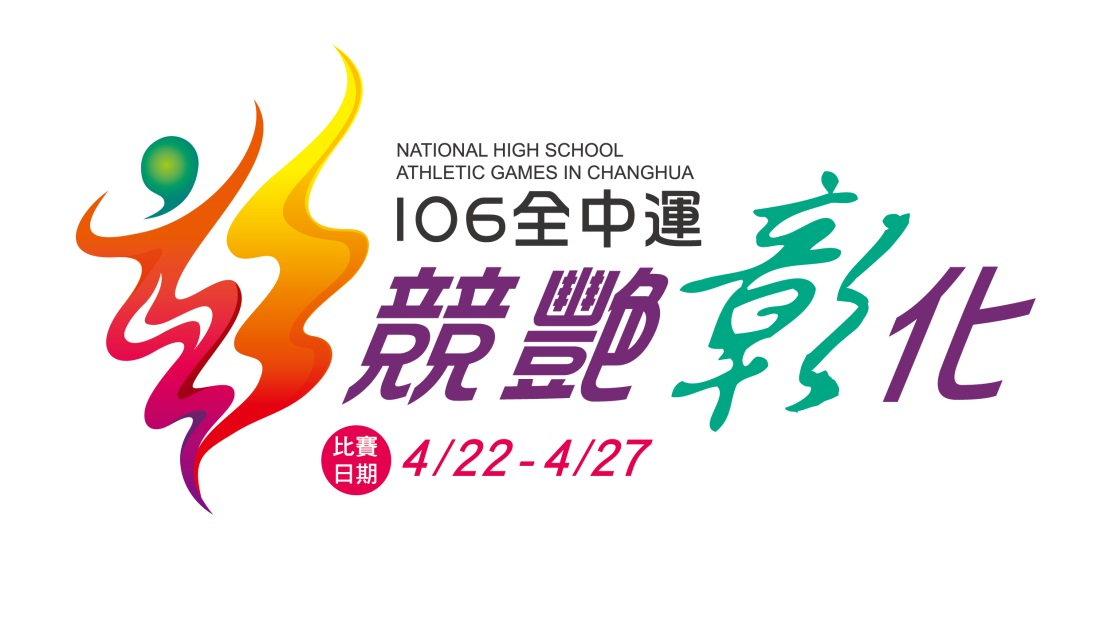 NATIONAL HIGH SCHOOL
ATHLETIC GAMES IN CHANGHUA
106全中運
競艷彰化
比賽
日期
4/22-4/27